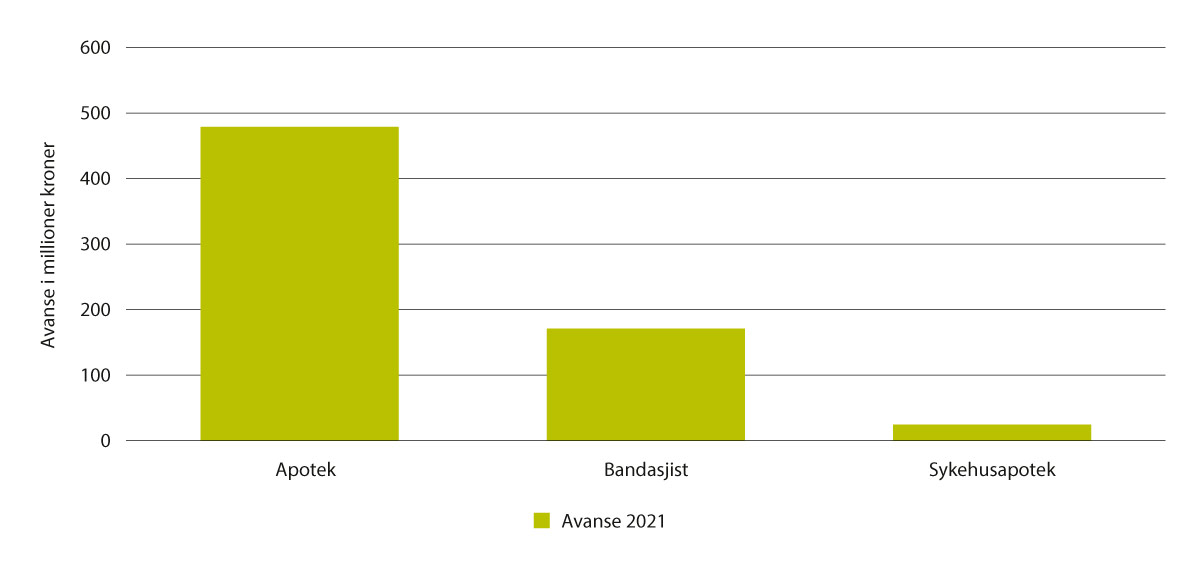 600
500
400
300
200
100
0
Avanse i millioner kroner
Apotek
Bandasjist
Sykehusapotek
Avanse 2021